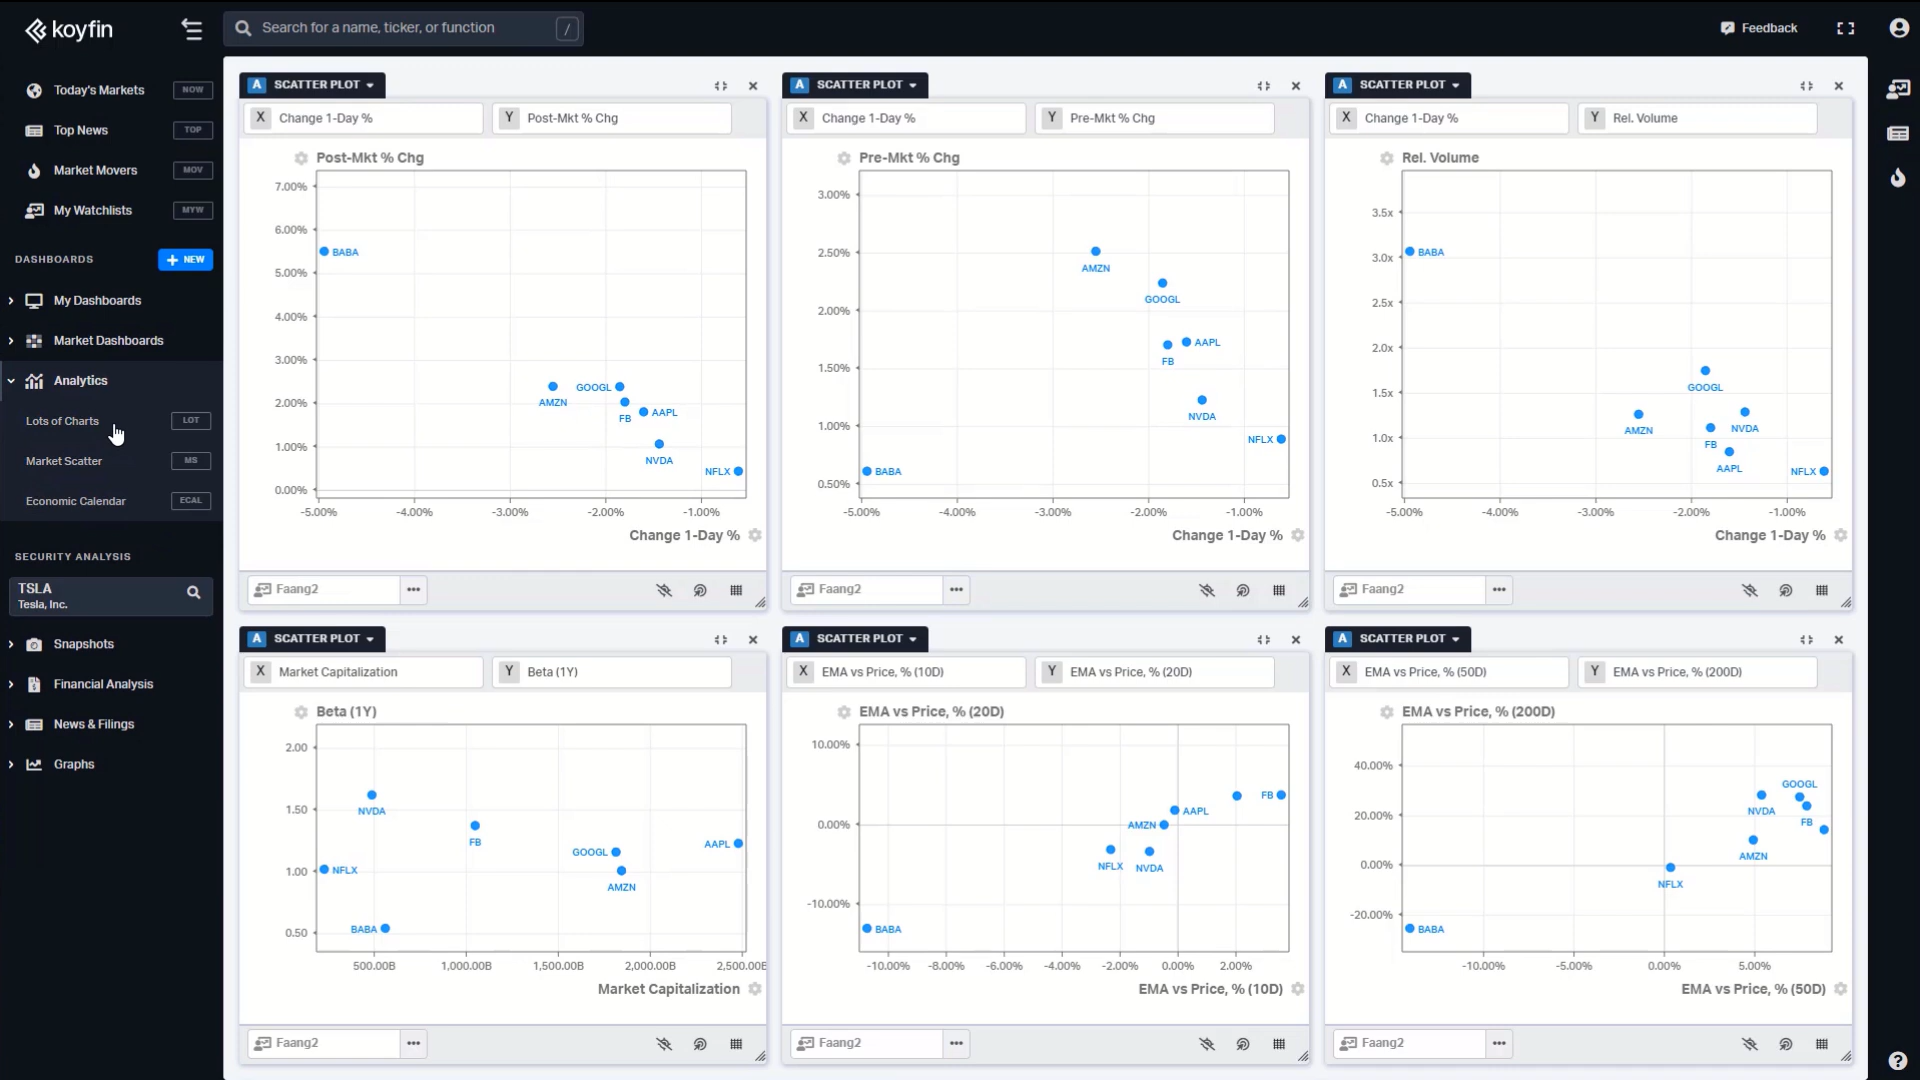 koyfin
Search for a name, ticker, or function /
Feedback
Today's Markets NOW
Top News TOP
Market Movers MOV
My Watchlists MYW
DASHBOARDS + NEW
My Dashboards
Market Dashboards
Analytics
Lots of Charts LOT
Market Scatter MS
Economic Calendar ECAL
SECURITY ANALYSIS
TSLA
Tesla, Inc.
Snapshots
Financial Analysis
News & Filings
Graphs
A SCATTER PLOT
X Change 1-Day % Y Post-Mkt % Chg
Post-Mkt % Chg
7.00%
6.00%
BABA
5.00%
4.00%
3.00%
GOOGL
AMZN
2.00%
AAPL
FB
1.00%
NVDA
NFLX
0.00%
-5.00% -4.00% -3.00% -2.00% -1.00%
Change 1-Day %
Faang2
A SCATTER PLOT
X Change 1-Day % Y Pre-Mkt % Chg
Pre-Mkt % Chg
3.00%
2.50%
AMZN
GOOGL
2.00%
AAPL
FB
1.50%
NVDA
1.00%
NFLX
BABA
0.50%
-5.00% -4.00% -3.00% -2.00% -1.00%
Change 1-Day %
Faang2
A SCATTER PLOT
X Change 1-Day % Y Rel. Volume
Rel. Volume
3.5x
3.0x
BABA
2.5x
2.0x
GOOGL
1.5x
AMZN
NVDA
1.0x
FB
AAPL
NFLX
0.5x
-5.00% -4.00% -3.00% -2.00% -1.00%
Change 1-Day %
Faang2
A SCATTER PLOT
X Market Capitalization Y Beta (1Y)
Beta (1Y)
2.00
1.50
NVDA
FB
AAPL
GOOGL
1.00
NFLX
AMZN
BABA
0.50
500.00B 1,000.00B 1,500.00B 2,000.00B 2,500.00B
Market Capitalization
Faang2
A SCATTER PLOT
X EMA vs Price, % (10D) Y EMA vs Price, % (20D)
EMA vs Price, % (20D)
10.00%
FB
AAPL
0.00%
AMZN
NFLX
NVDA
-10.00%
BABA
-10.00% -8.00% -6.00% -4.00% -2.00% 0.00% 2.00%
EMA vs Price, % (10D)
Faang2
A SCATTER PLOT
X EMA vs Price, % (50D) Y EMA vs Price, % (200D)
EMA vs Price, % (200D)
40.00%
GOOGL
NVDA
20.00%
FB
AMZN
0.00%
NFLX
-20.00%
BABA
-10.00% -5.00% 0.00% 5.00%
EMA vs Price, % (50D)
Faang2